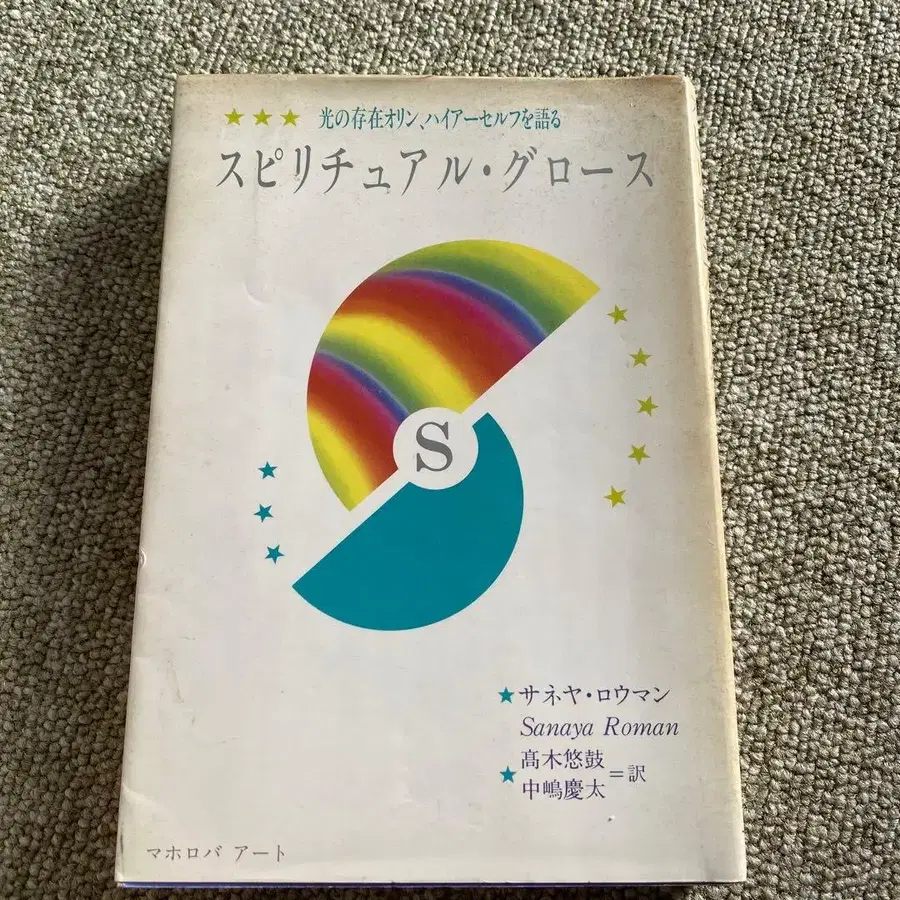 ★★★ 光の存在オリン、ハイアーセルフを語る
スピリチュアル・グロース
S
★サネヤ・ロウマン
Sanaya Roman
★髙木悠鼓
中嶋慶太=訳
マホロバ アート